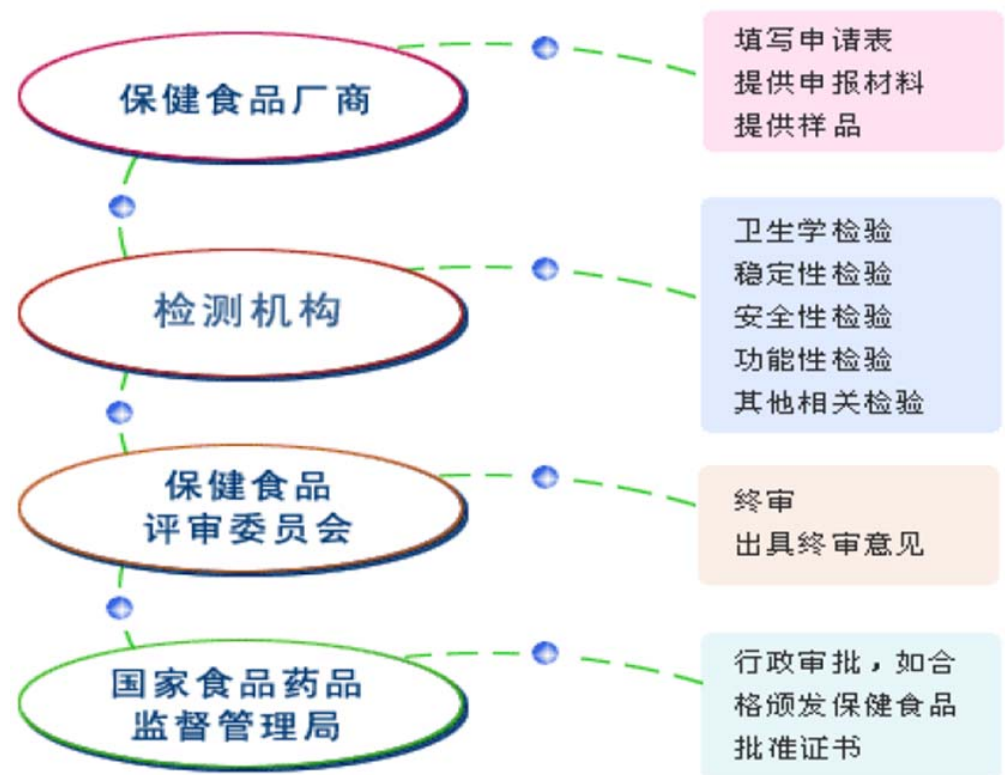 保健食品厂商
填写申请表
提供申报材料
提供样品
检测机构
卫生学检验
稳定性检验
安全性检验
功能性检验
其他相关检验
保健食品
评审委员会
终审
出具终审意见
国家食品药品
监督管理局
行政审批，如合
格颁发保健食品
批准证书